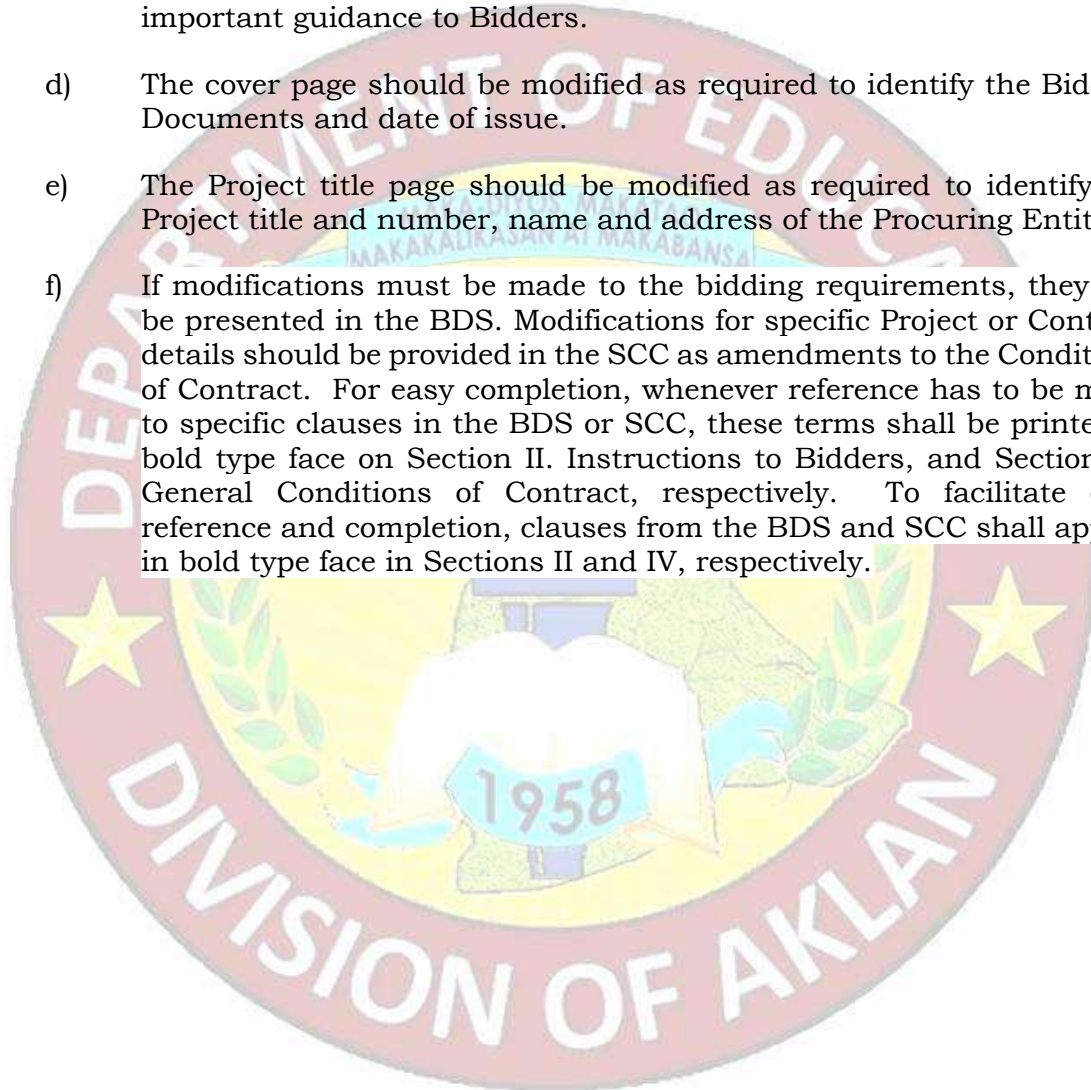 important guidance to Bidders.
d) The cover page should be modified as required to identify the Bid
Documents and date of issue.
e) The Project title page should be modified as required to identify
Project title and number, name and address of the Procuring Entit
f) If modifications must be made to the bidding requirements, they
be presented in the BDS. Modifications for specific Project or Cont
details should be provided in the SCC as amendments to the Condit
of Contract. For easy completion, whenever reference has to be m
to specific clauses in the BDS or SCC, these terms shall be printe
bold type face on Section II. Instructions to Bidders, and Section
General Conditions of Contract, respectively. To facilitate
reference and completion, clauses from the BDS and SCC shall ap
in bold type face in Sections II and IV, respectively.
DEPARTMENT OF EDUCA
MAKAKALIKASAN AT MAKABANSA
1958
DIVISION OF AKLAN